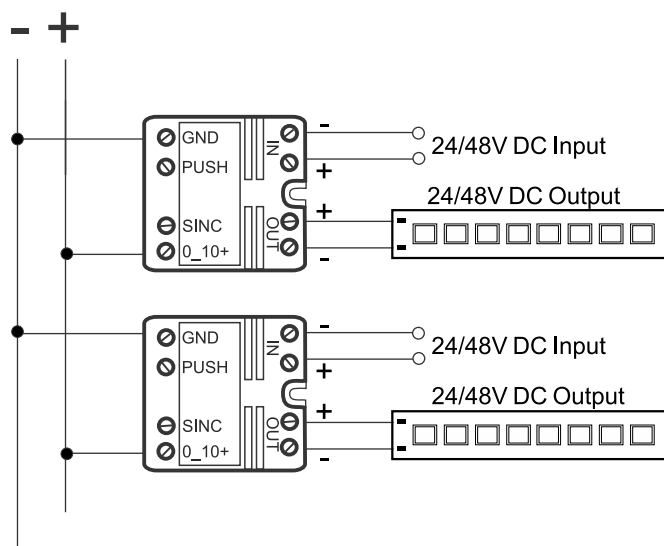 - +
GND
PUSH
SINC
0_10+
IN
OUT
-
+
+
-
24/48V DC Input
24/48V DC Output
GND
PUSH
SINC
0_10+
IN
OUT
-
+
+
-
24/48V DC Input
24/48V DC Output